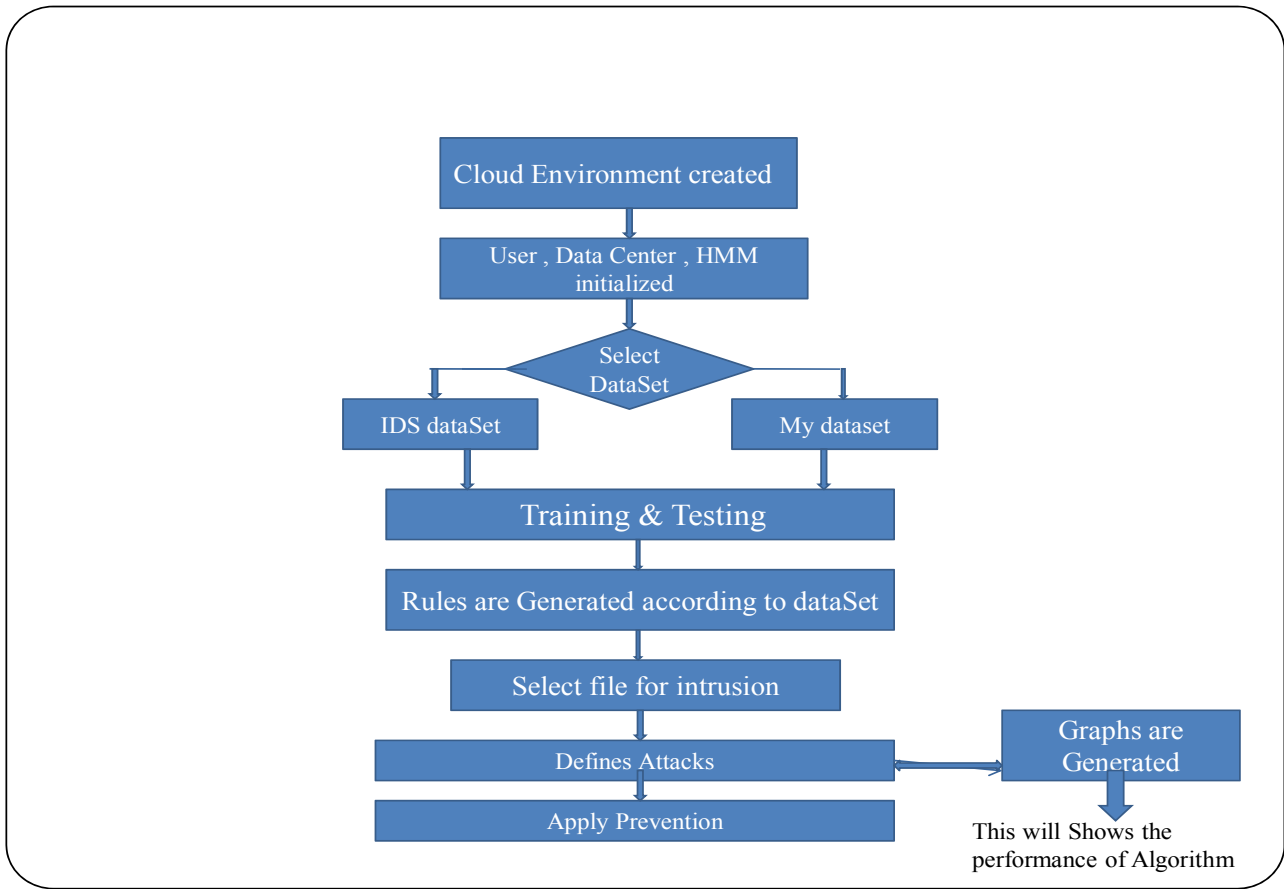 Cloud Environment created
User , Data Center , HMM
initialized
Select
DataSet
IDS dataSet
My dataset
Training & Testing
Rules are Generated according to dataSet
Select file for intrusion
Graphs are
Generated
Defines Attacks
Apply Prevention
This will Shows the
performance of Algorithm